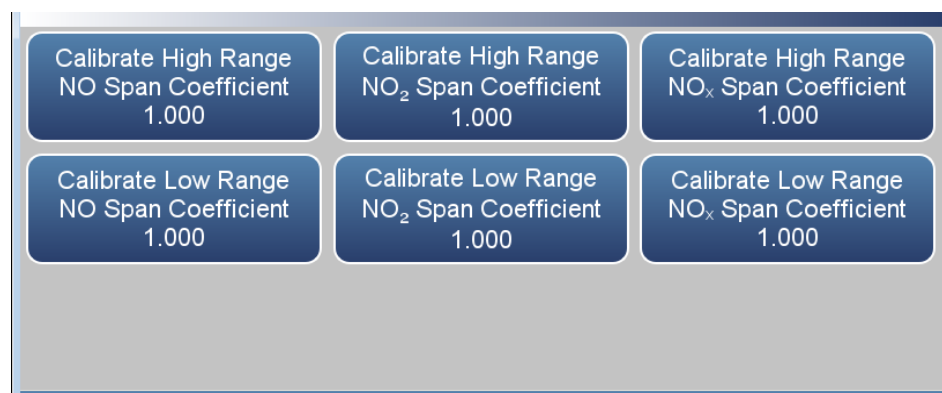 Calibrate High Range
NO Span Coefficient
1.000
Calibrate High Range
NO₂ Span Coefficient
1.000
Calibrate High Range
NOₓ Span Coefficient
1.000
Calibrate Low Range
NO Span Coefficient
1.000
Calibrate Low Range
NO₂ Span Coefficient
1.000
Calibrate Low Range
NOₓ Span Coefficient
1.000